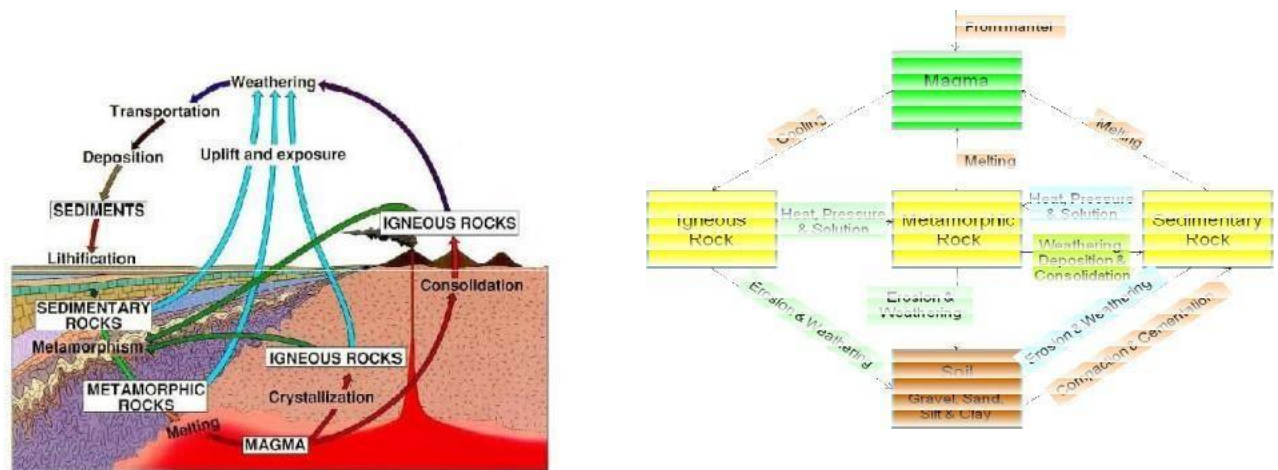 Weathering
Transportation
Deposition
Uplift and exposure
SEDIMENTS
IGNEOUS ROCKS
Lithification
Consolidation
SEDIMENTARY
ROCKS
Metamorphism
IGNEOUS ROCKS
METAMORPHIC
ROCKS
Crystallization
Melting
MAGMA
From mantel
Magma
Cooling
Melting
Melting
Igneous
Rock
Heat, Pressure
& Solution
Metamorphic
Rock
Heat, Pressure
& Solution
Sedimentary
Rock
Weathering
Deposition &
Consolidation
Erosion & Weathering
Erosion &
Weathering
Erosion & Weathering
Compaction & Cementation
Soil
Gravel, Sand,
Silt & Clay